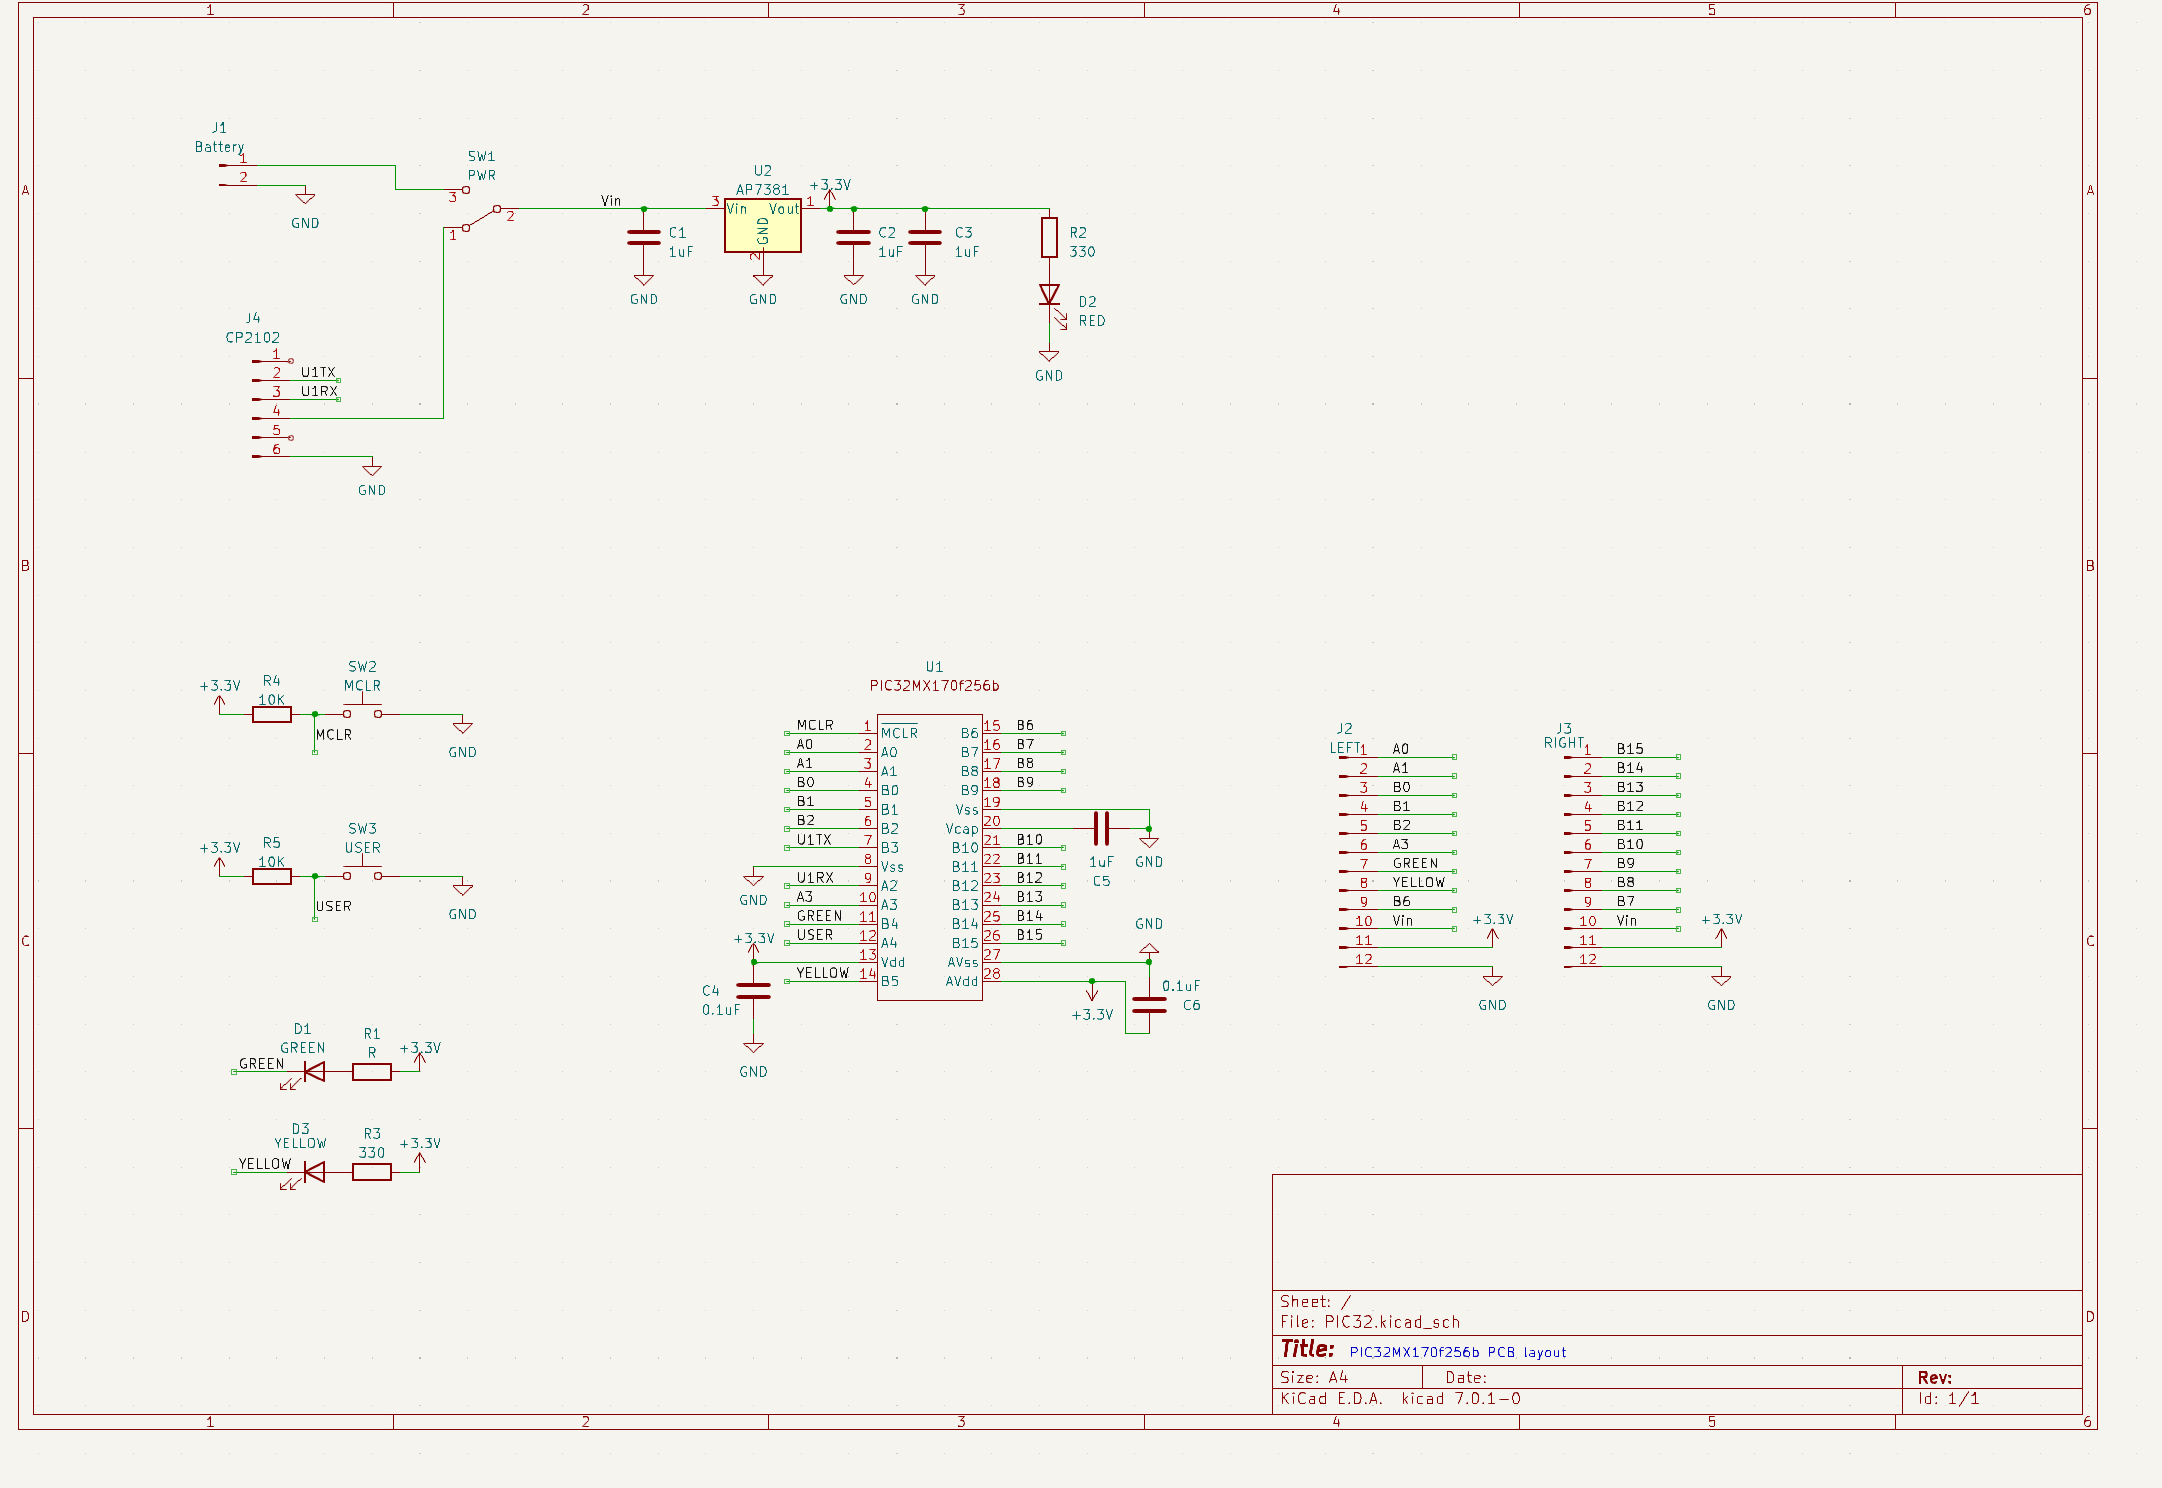 1 2 3 4 5 6
A
B
C
D
J1
Battery
1
2
GND
SW1
PWR
3
2
1
Vin
U2
AP7381
3 Vin Vout 1
GND
2
GND
+3.3V
C1
1uF
GND
C2
1uF
GND
C3
1uF
GND
R2
330
D2
RED
GND
J4
CP2102
1
2 U1TX
3 U1RX
4
5
6
GND
+3.3V
R4
10K
SW2
MCLR
MCLR
GND
+3.3V
R5
10K
SW3
USER
USER
GND
D1
GREEN
GREEN
R1
R
+3.3V
D3
YELLOW
YELLOW
R3
330
+3.3V
U1
PIC32MX170f256b
MCLR 1 MCLR
A0 2 A0
A1 3 A1
B0 4 B0
B1 5 B1
B2 6 B2
U1TX 7 B3
8 Vss
GND
U1RX 9 A2
A3 10 A3
GREEN 11 B4
USER 12 A4
+3.3V
13 Vdd
YELLOW 14 B5
C4
0.1uF
GND
B6 15 B6
B7 16 B7
B8 17 B8
B9 18 B9
Vss 19
Vcap 20
B10 21 B10
B11 22 B11
B12 23 B12
B13 24 B13
B14 25 B14
B15 26 B15
AVss 27
AVdd 28
1uF
C5
GND
GND
+3.3V
0.1uF
C6
J2
LEFT
1 A0
2 A1
3 B0
4 B1
5 B2
6 A3
7 GREEN
8 YELLOW
9 B6
10 Vin
11
12
+3.3V
GND
J3
RIGHT
1 B15
2 B14
3 B13
4 B12
5 B11
6 B10
7 B9
8 B8
9 B7
10 Vin
11
12
+3.3V
GND
A
B
C
D
Sheet: /
File: PIC32.kicad_sch
Title: PIC32MX170f256b PCB layout
Size: A4 Date: Rev:
KiCad E.D.A. kicad 7.0.1-0 Id: 1/1
1 2 3 4 5 6